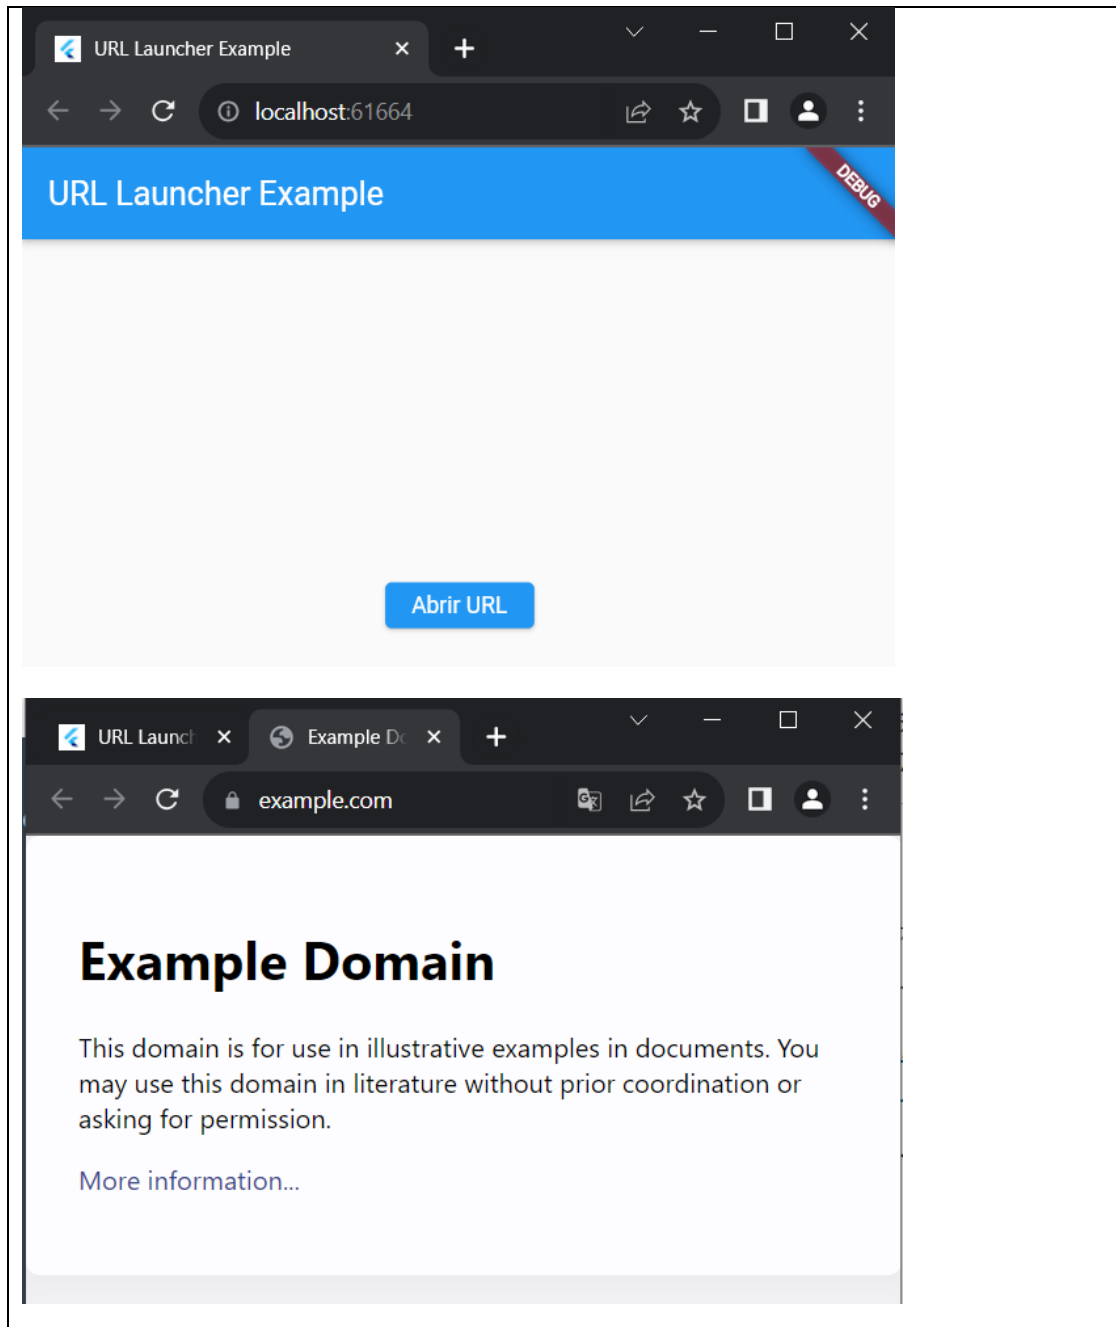 URL Launcher Example
localhost:61664
URL Launcher Example
DEBUG
Abrir URL
URL Launch
Example Do
example.com
Example Domain
This domain is for use in illustrative examples in documents. You
may use this domain in literature without prior coordination or
asking for permission.
More information...